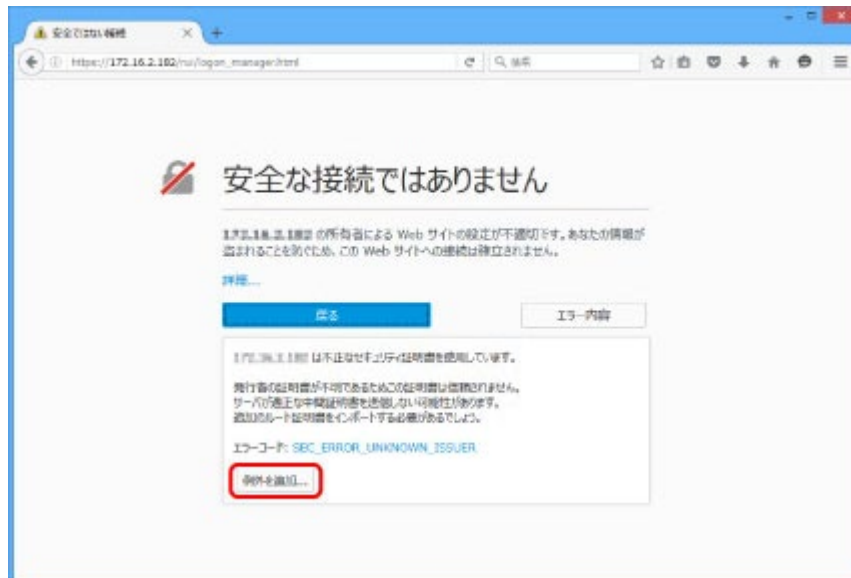 安全ではない接続
https://172.16.2.182/rui/logon_manager.html
検索
安全な接続ではありません
172.16.2.182 の所有者による Web サイトの設定が不適切です。あなたの情報が
盗まれることを防ぐため、この Web サイトへの接続は確立されません。
詳細...
戻る
エラー内容
172.16.2.182 は不正なセキュリティ証明書を使用しています。
発行者の証明書が不明であるためこの証明書は信頼されません。
サーバが適正な中間証明書を送信しない可能性があります。
追加のルート証明書をインポートする必要があるでしょう。
エラーコード: SEC_ERROR_UNKNOWN_ISSUER
例外を追加...